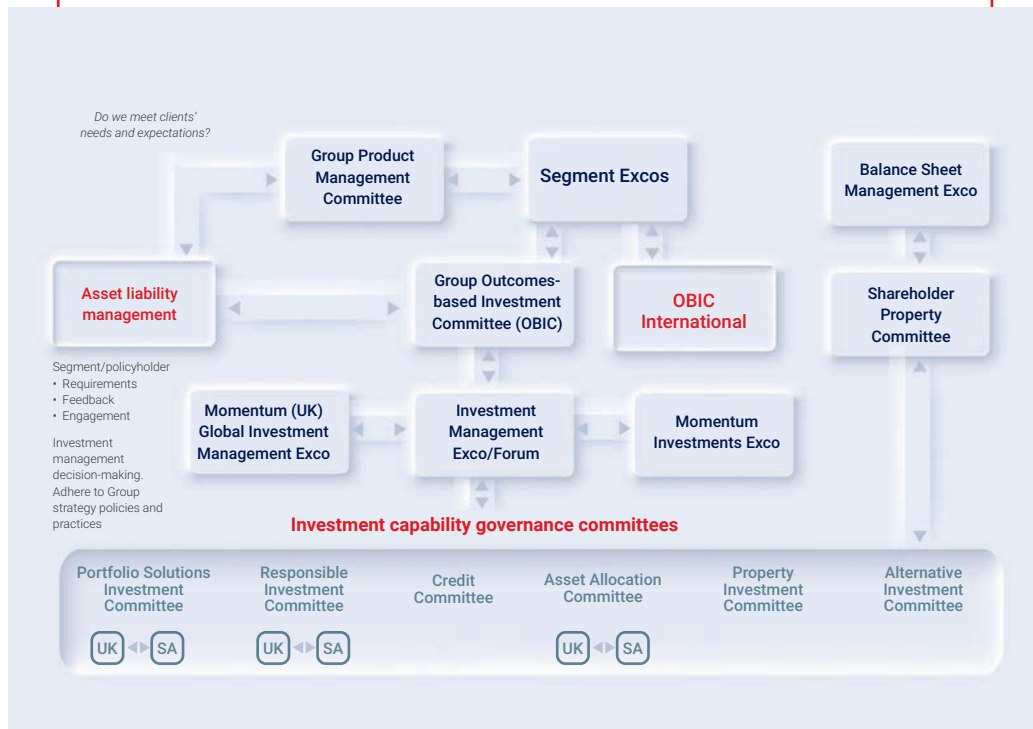 Do we meet clients'
needs and expectations?
Group Product
Management
Committee
Segment Excos
Balance Sheet
Management Exco
Asset liability
management
Group Outcomes-
based Investment
Committee (OBIC)
OBIC
International
Shareholder
Property
Committee
Segment/policyholder
• Requirements
• Feedback
• Engagement
Investment
management
decision-making.
Adhere to Group
strategy policies and
practices
Momentum (UK)
Global Investment
Management Exco
Investment
Management
Exco/Forum
Momentum
Investments Exco
Investment capability governance committees
Portfolio Solutions
Investment
Committee
UK SA
Responsible
Investment
Committee
UK SA
Credit
Committee
Asset Allocation
Committee
UK SA
Property
Investment
Committee
Alternative
Investment
Committee